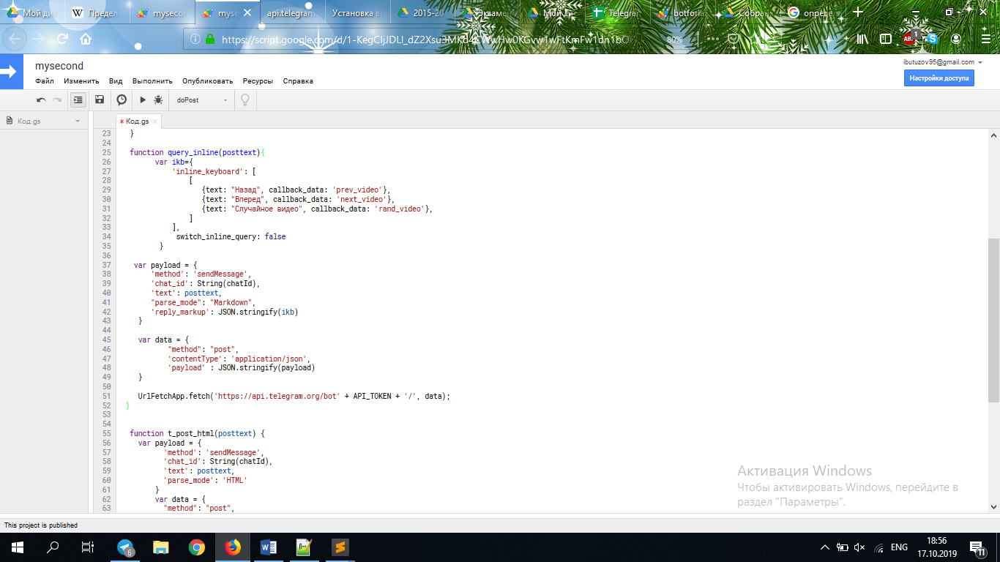 Мой дис
Предел
mysecon
myse
api.telegram
Установка в
2015-20
Экзамен
Мой Д
Telegra
botforla
Собран
опреде
https://script.google.com/d/1-
80%
1
ABP
mysecond
ibutuzov95@gmail.com
Файл Изменить Вид Выполнить Опубликовать Ресурсы Справка
Настройки доступа
doPost
Код.gs
* Код.gs
23 }
24
25 function query_inline(posttext){
26 var ikb={
27 'inline_keyboard': [
28 [
29 {text: "Назад", callback_data: 'prev_video'},
30 {text: "Вперед", callback_data: 'next_video'},
31 {text: "Случайное видео", callback_data: 'rand_video'},
32 ]
33 ],
34 switch_inline_query: false
35 }
36
37 var payload = {
38 'method': 'sendMessage',
39 'chat_id': String(chatId),
40 'text': posttext,
41 "parse_mode": "Markdown",
42 'reply_markup': JSON.stringify(ikb)
43 }
44
45 var data = {
46 "method": "post",
47 'contentType': 'application/json',
48 'payload' : JSON.stringify(payload)
49 }
50
51 UrlFetchApp.fetch('https://api.telegram.org/bot' + API_TOKEN + '/', data);
52 }
53
54
55 function t_post_html(posttext) {
56 var payload = {
57 'method': 'sendMessage',
58 'chat_id': String(chatId),
59 'text': posttext,
60 'parse_mode': 'HTML'
61 }
62 var data = {
63 "method": "post",
Активация Windows
Чтобы активировать Windows, перейдите в
раздел "Параметры".
This project is published
6
ENG
18:56
17.10.2019
11